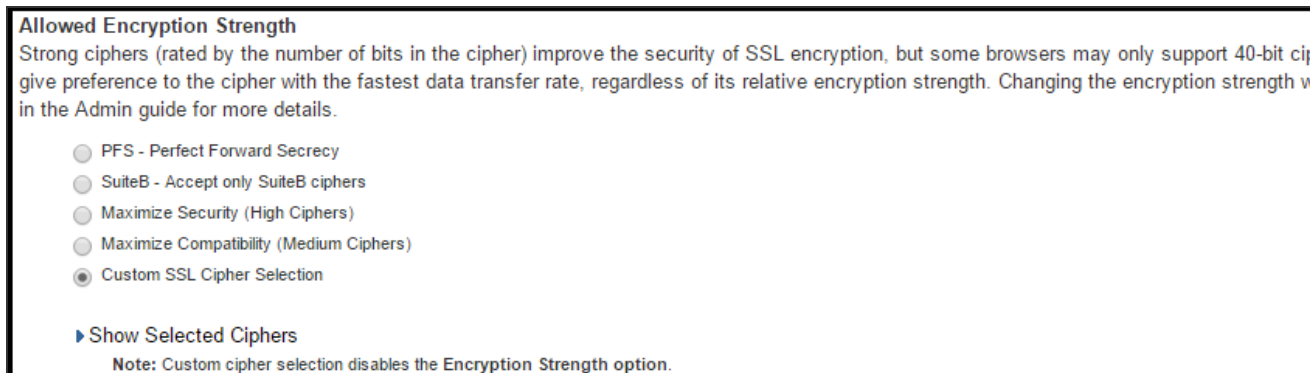 Allowed Encryption Strength
Strong ciphers (rated by the number of bits in the cipher) improve the security of SSL encryption, but some browsers may only support 40-bit
give preference to the cipher with the fastest data transfer rate, regardless of its relative encryption strength. Changing the encryption strength
in the Admin guide for more details.
PFS - Perfect Forward Secrecy
SuiteB - Accept only SuiteB ciphers
Maximize Security (High Ciphers)
Maximize Compatibility (Medium Ciphers)
Custom SSL Cipher Selection
Show Selected Ciphers
Note: Custom cipher selection disables the Encryption Strength option.